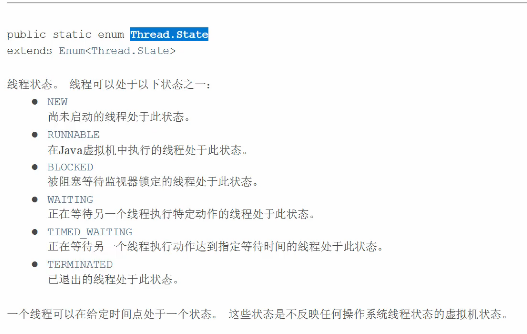 public static enum Thread.State
extends Enum<Thread.State>
线程状态。 线程可以处于以下状态之一:
● NEW
尚未启动的线程处于此状态。
● RUNNABLE
在Java虚拟机中执行的线程处于此状态。
● BLOCKED
被阻塞等待监视器锁定的线程处于此状态。
● WAITING
正在等待另一个线程执行特定动作的线程处于此状态。
● TIMED_WAITING
正在等待另一个线程执行动作达到指定等待时间的线程处于此状态。
● TERMINATED
已退出的线程处于此状态。
一个线程可以在给定时间点处于一个状态。 这些状态是不反映任何操作系统线程状态的虚拟机状态。